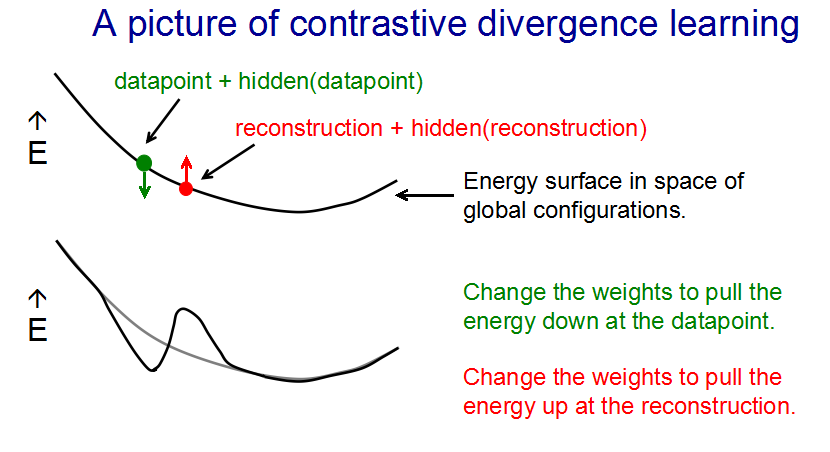 A picture of contrastive divergence learning
datapoint + hidden(datapoint)
reconstruction + hidden(reconstruction)
E
Energy surface in space of
global configurations.
E
Change the weights to pull the
energy down at the datapoint.
Change the weights to pull the
energy up at the reconstruction.